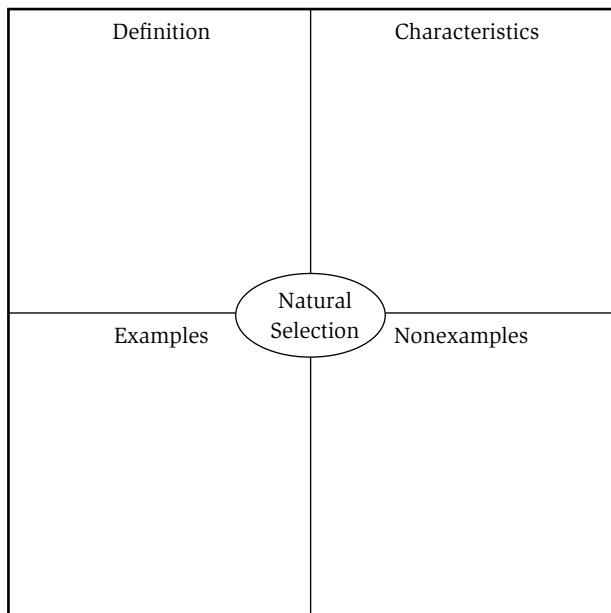 Definition
Characteristics
Natural
Selection
Examples
Nonexamples